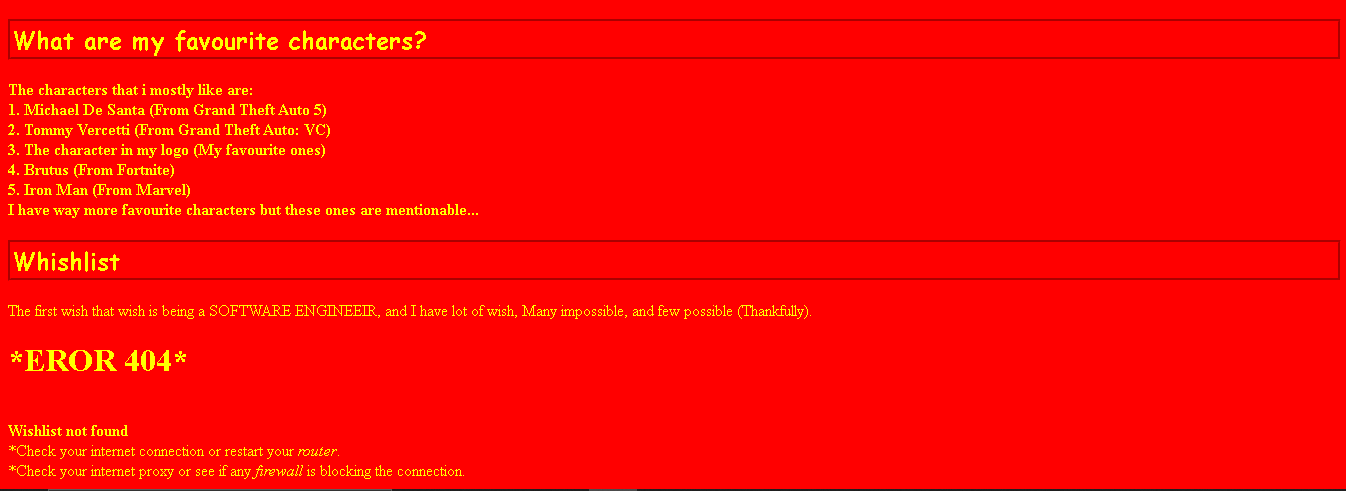 What are my favourite characters?
The characters that i mostly like are:
1. Michael De Santa (From Grand Theft Auto 5)
2. Tommy Vercetti (From Grand Theft Auto: VC)
3. The character in my logo (My favourite ones)
4. Brutus (From Fortnite)
5. Iron Man (From Marvel)
I have way more favourite characters but these ones are mentionable...
Whishlist
The first wish that wish is being a SOFTWARE ENGINEEIR, and I have lot of wish, Many impossible, and few possible (Thankfully).
*EROR 404*
Wishlist not found
*Check your internet connection or restart your router.
*Check your internet proxy or see if any firewall is blocking the connection.